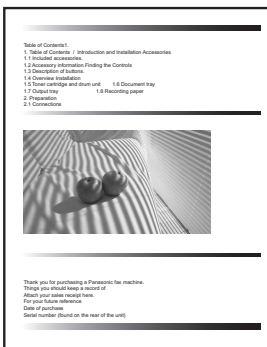 Table of Contents1.
1. Table of Contents / Introduction and Installation Accessories
1.1 Included accessories.
1.2 Accessory information Finding the Controls
1.3 Description of buttons.
1.4 Overview Installation
1.5 Toner cartridge and drum unit 1.6 Document tray
1.7 Output tray 1.8 Recording paper
2. Preparation
2.1 Connections
Thank you for purchasing a Panasonic fax machine.
Things you should keep a record of
Attach your sales receipt here.
For your future reference
Date of purchase
Serial number (found on the rear of the unit)